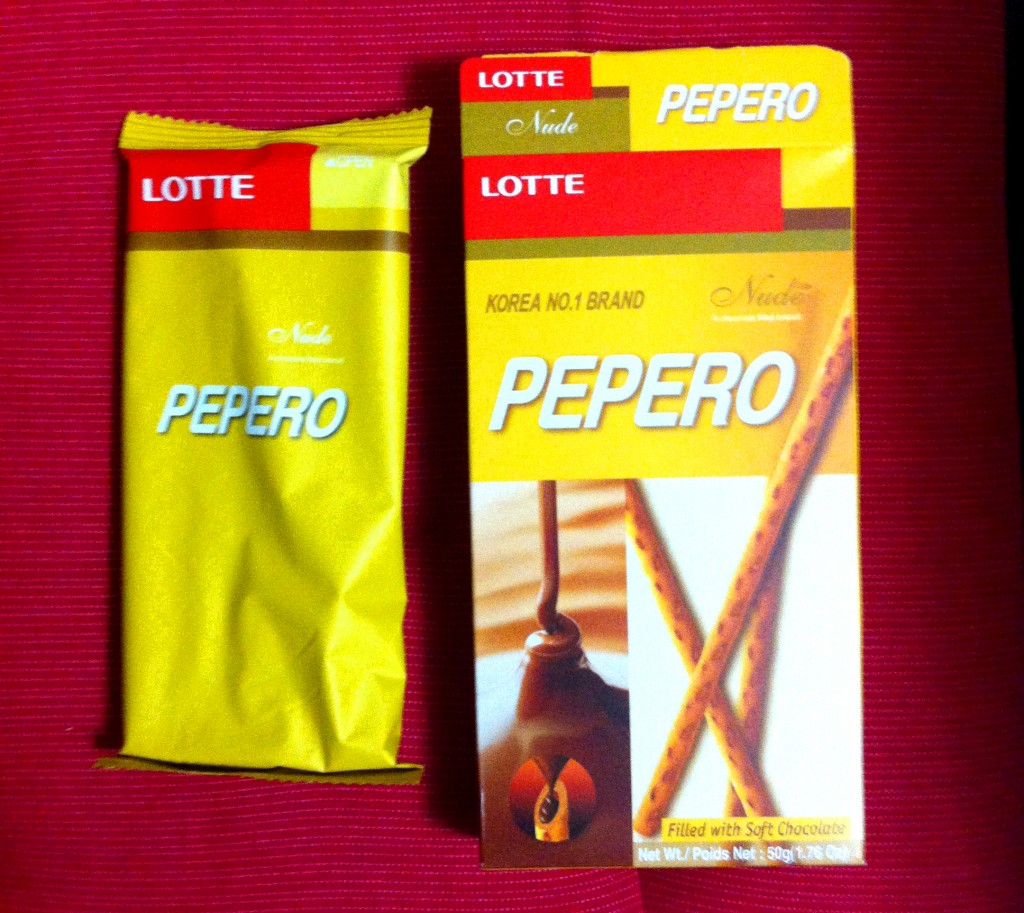 LOTTE
OPEN
Nude
PEPERO
LOTTE
Nude
PEPERO
LOTTE
KOREA NO.1 BRAND
Nude
PEPERO
Filled with Soft Chocolate
Net Wt./ Poids Net : 50g(1.76 Oz)